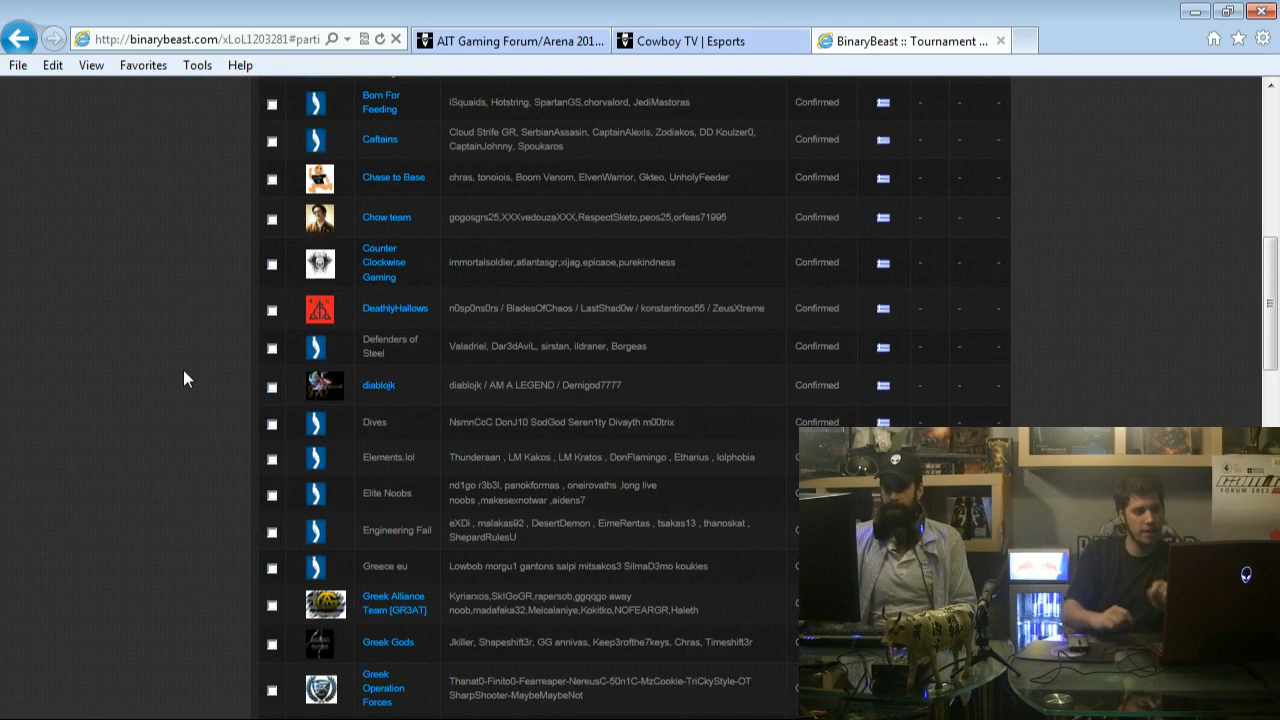 http://binarybeast.com/xLoL1203281#parti
AIT Gaming Forum/Arena 201...
Cowboy TV | Esports
BinaryBeast :: Tournament ...
File Edit View Favorites Tools Help
Born For
Feeding
iSquaids, Hotstring, SpartanGS,chorvalord, JediMastoras
Confirmed
- - -
Caftains
Cloud Strife GR, SerbianAssasin, CaptainAlexis, Zodiakos, DD Koulzer0,
CaptainJohnny, Spoukaros
Confirmed
- - -
Chase to Base
chras, tonoiois, Boom Venom, ElvenWarrior, Gkteo, UnholyFeeder
Confirmed
- - -
Chow team
gogosgrs25,XXXvedouzaXXX,RespectSketo,peos25,orfeas71995
Confirmed
- - -
Counter
Clockwise
Gaming
immortalsoldier,atlantasgr,xijag,epicaoe,purekindness
Confirmed
- - -
DeathlyHallows
n0sp0ns0rs / BladesOfChaos / LastShad0w / konstantinos55 / ZeusXtreme
Confirmed
- - -
Defenders of
Steel
Valadriel, Dar3dAviL, sirstan, ildraner, Borgeas
Confirmed
- - -
diablojk
diablojk / AM A LEGEND / Demigod7777
Confirmed
- - -
Dives
NsmnCcC DonJ10 SodGod Seren1ty Divayth m00trix
Confirmed
- - -
Elements.lol
Thunderaan , LM Kakos , LM Kratos , DonFlamingo , Etharius , lolphobia
Elite Noobs
nd1go r3b3l, panokformas , oneirovaths ,long live
noobs ,makesexnotwar ,aidens7
Engineering Fail
eXDi , malakas92 , DesertDemon , EimeRentas , tsakas13 , thanoskat ,
ShepardRulesU
Greece eu
Lowbob morgu1 gantons salpi mitsakos3 SilmaD3mo koukies
Greek Alliance
Team [GR3AT]
Kyrianxos,SkIGoGR,rapersob,ggqqgo away
noob,madafaka32,Melcalaniye,Kokitko,NOFEARGR,Haleth
Greek Gods
Jkiller, Shapeshift3r, GG annivas, Keep3rofthe7keys, Chras, Timeshift3r
Greek
Operation
Forces
Thanat0-Finito0-Fearreaper-NereusC-50n1C-MzCookie-TriCkyStyle-OT
SharpShooter-MaybeMaybeNot
FORUM 2011